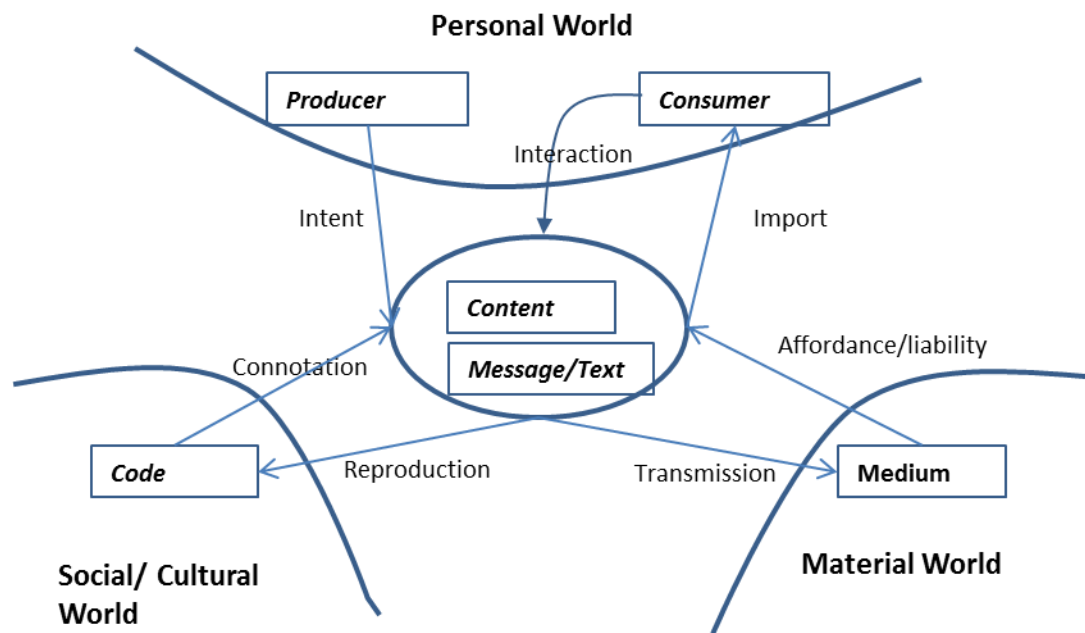 Personal World
Producer
Consumer
Interaction
Intent
Import
Content
Affordance/liability
Connotation
Message/Text
Code
Reproduction
Transmission
Medium
Social/ Cultural
World
Material World